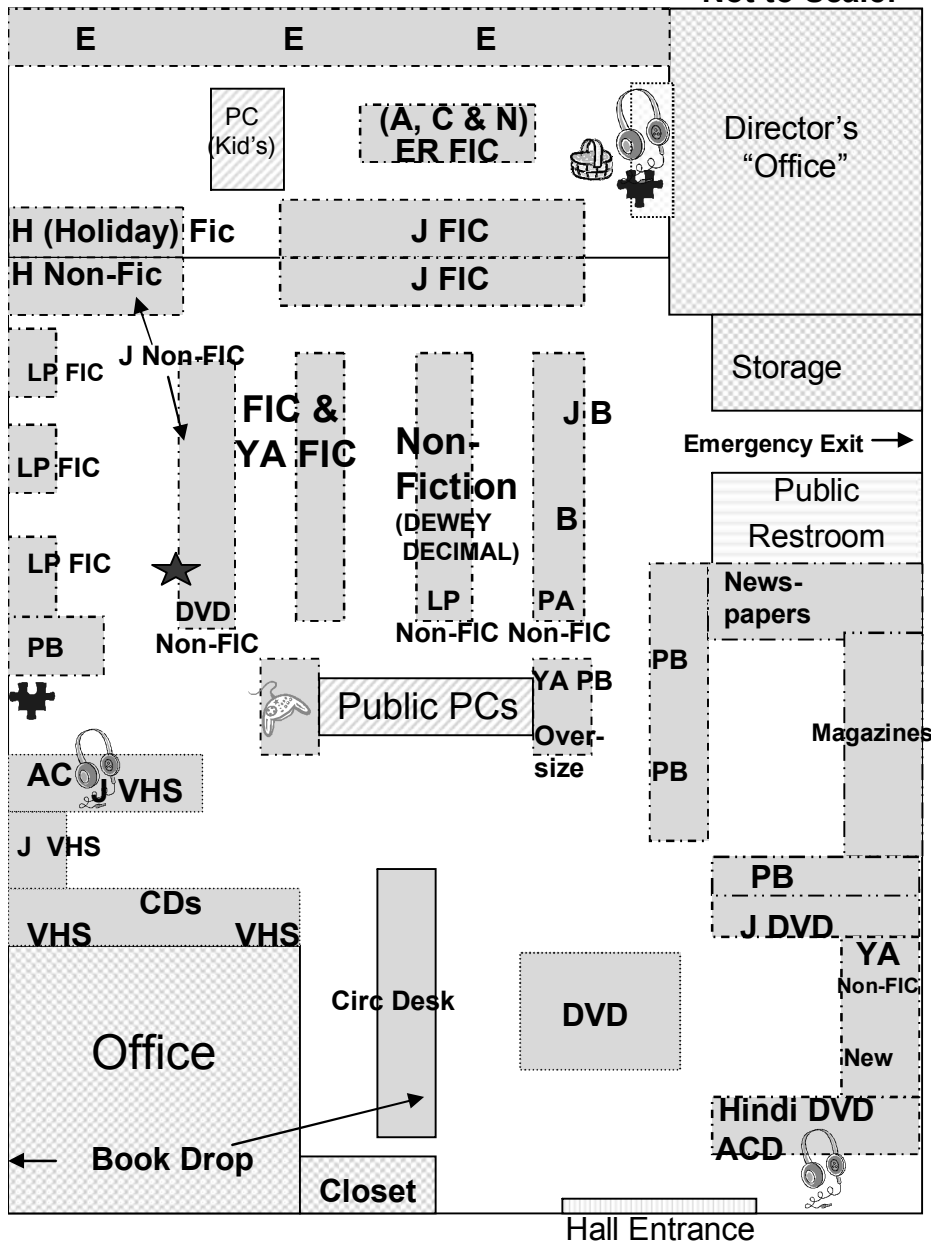 E E E
PC
(Kid's)
(A, C & N)
ER FIC
Director's
"Office"
H (Holiday) Fic
J FIC
H Non-Fic
J FIC
J Non-FIC
LP FIC
Storage
FIC &
YA FIC
J B
Non-
Fiction
(DEWEY
DECIMAL)
Emergency Exit
LP FIC
Public
Restroom
B
LP FIC
News-
papers
DVD
Non-FIC
LP
Non-FIC
PA
Non-FIC
PB
PB
YA PB
Public PCs
Over-
size
Magazines
PB
AC
J VHS
J VHS
PB
CDs
VHS VHS
J DVD
YA
Non-FIC
Circ Desk
DVD
Office
New
Hindi DVD
ACD
Book Drop
Closet
Hall Entrance